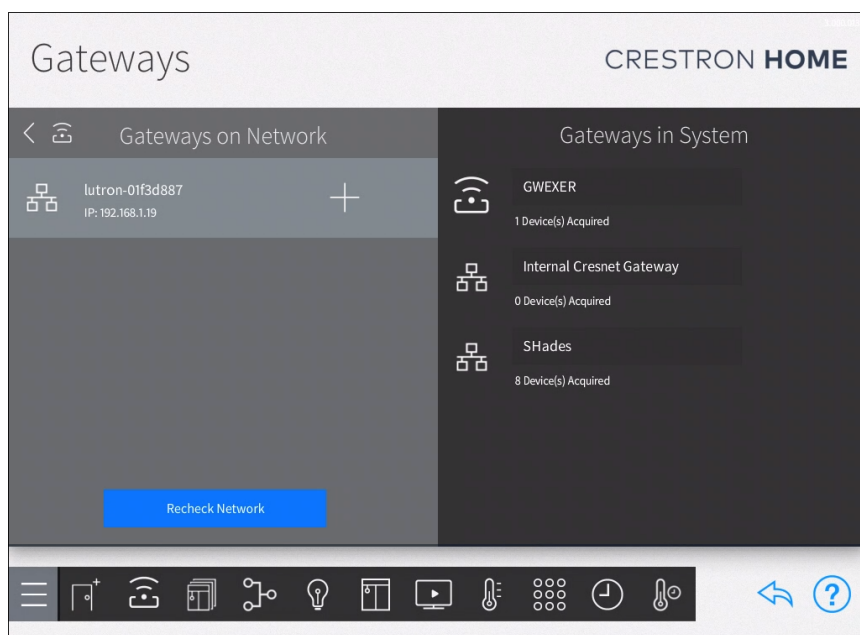 Gateways
CRESTRON HOME
Gateways on Network
lutron-01f3d887
IP: 192.168.1.19
Recheck Network
Gateways in System
GWEXER
1 Device(s) Acquired
Internal Cresnet Gateway
0 Device(s) Acquired
SHades
8 Device(s) Acquired
?